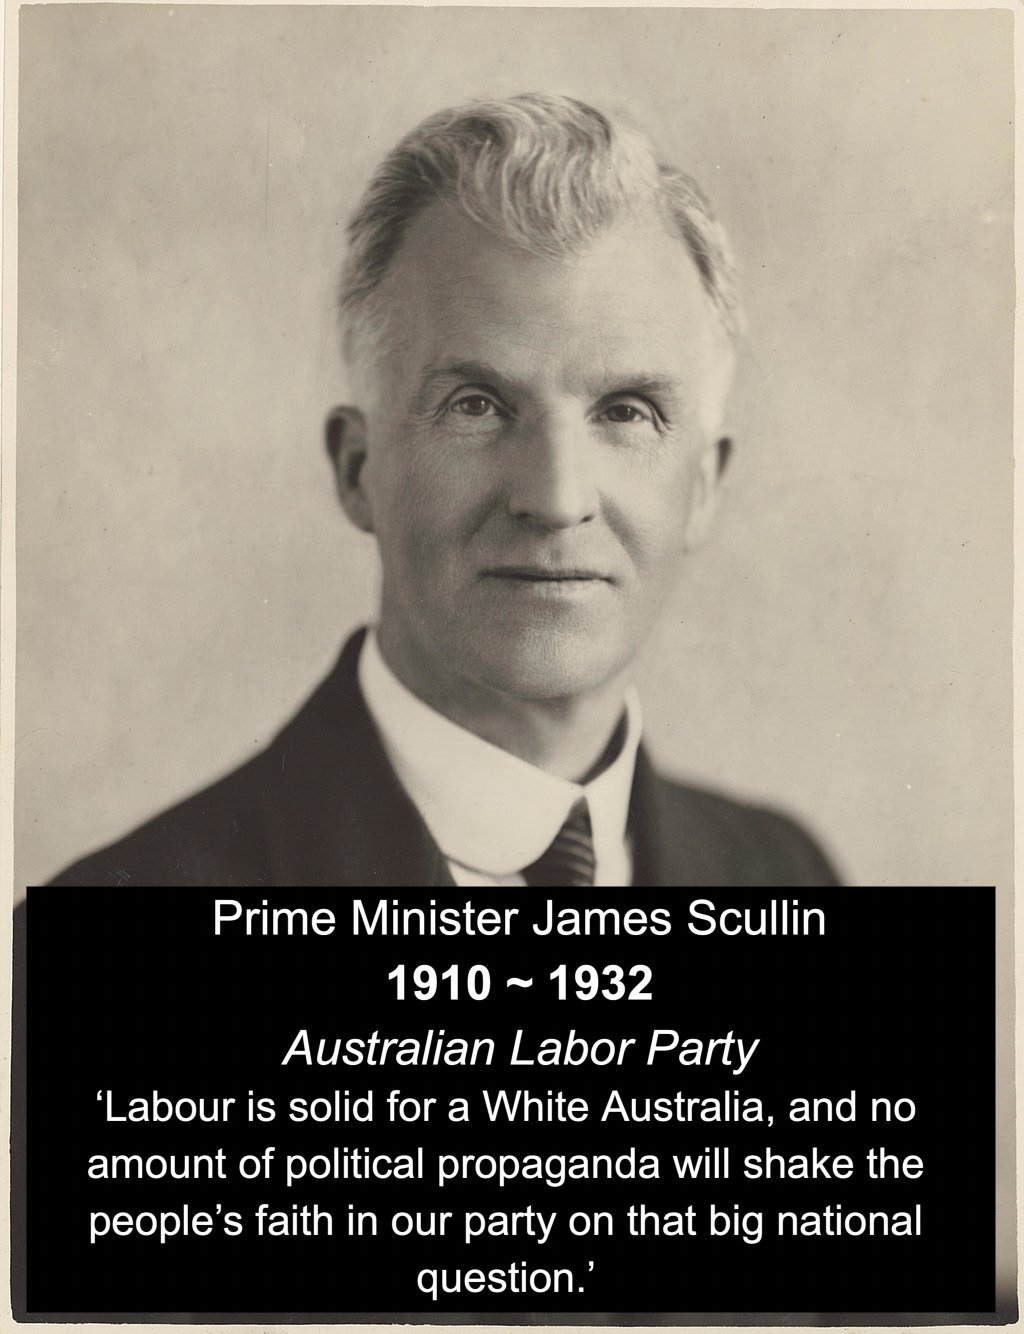 Prime Minister James Scullin
1910 ~ 1932
Australian Labor Party
‘Labour is solid for a White Australia, and no
amount of political propaganda will shake the
people’s faith in our party on that big national
question.’